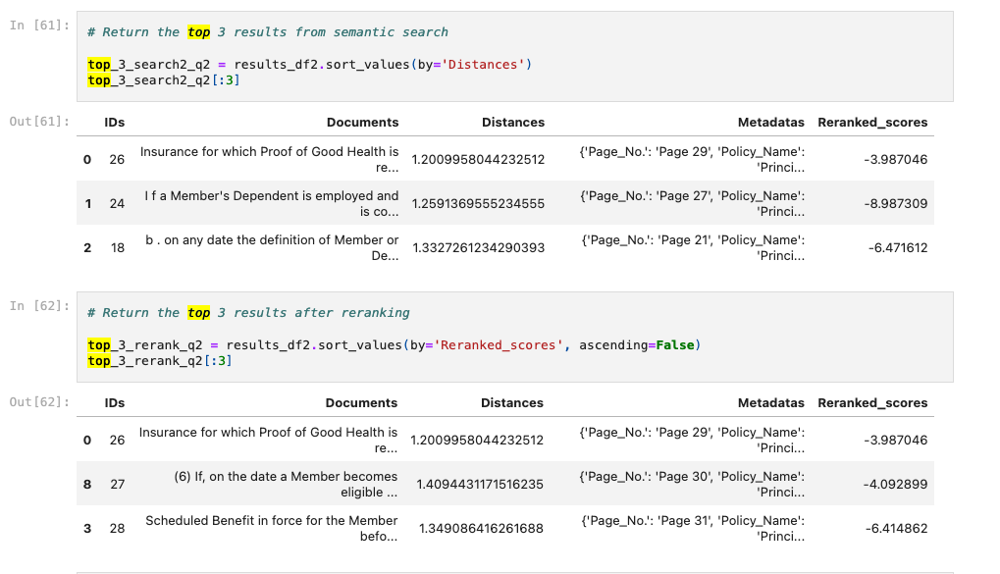 In [61]:
# Return the top 3 results from semantic search
top_3_search2_q2 = results_df2.sort_values(by='Distances')
top_3_search2_q2[:3]
Out[61]:
IDs Documents Distances Metadatas Reranked_scores
0 26 Insurance for which Proof of Good Health is re... 1.2009958044232512 {'Page_No.': 'Page 29', 'Policy_Name': 'Princi... -3.987046
1 24 I f a Member's Dependent is employed and is co... 1.2591369555234555 {'Page_No.': 'Page 27', 'Policy_Name': 'Princi... -8.987309
2 18 b . on any date the definition of Member or De... 1.3327261234290393 {'Page_No.': 'Page 21', 'Policy_Name': 'Princi... -6.471612
In [62]:
# Return the top 3 results after reranking
top_3_rerank_q2 = results_df2.sort_values(by='Reranked_scores', ascending=False)
top_3_rerank_q2[:3]
Out[62]:
IDs Documents Distances Metadatas Reranked_scores
0 26 Insurance for which Proof of Good Health is re... 1.2009958044232512 {'Page_No.': 'Page 29', 'Policy_Name': 'Princi... -3.987046
8 27 (6) If, on the date a Member becomes eligible ... 1.4094431171516235 {'Page_No.': 'Page 30', 'Policy_Name': 'Princi... -4.092899
3 28 Scheduled Benefit in force for the Member befo... 1.349086416261688 {'Page_No.': 'Page 31', 'Policy_Name': 'Princi... -6.414862